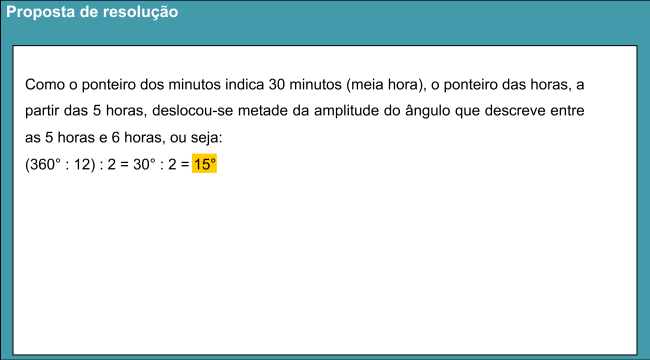 Proposta de resolução
Como o ponteiro dos minutos indica 30 minutos (meia hora), o ponteiro das horas, a
partir das 5 horas, deslocou-se metade da amplitude do ângulo que descreve entre
as 5 horas e 6 horas, ou seja:
(360° : 12) : 2 = 30° : 2 = 15°